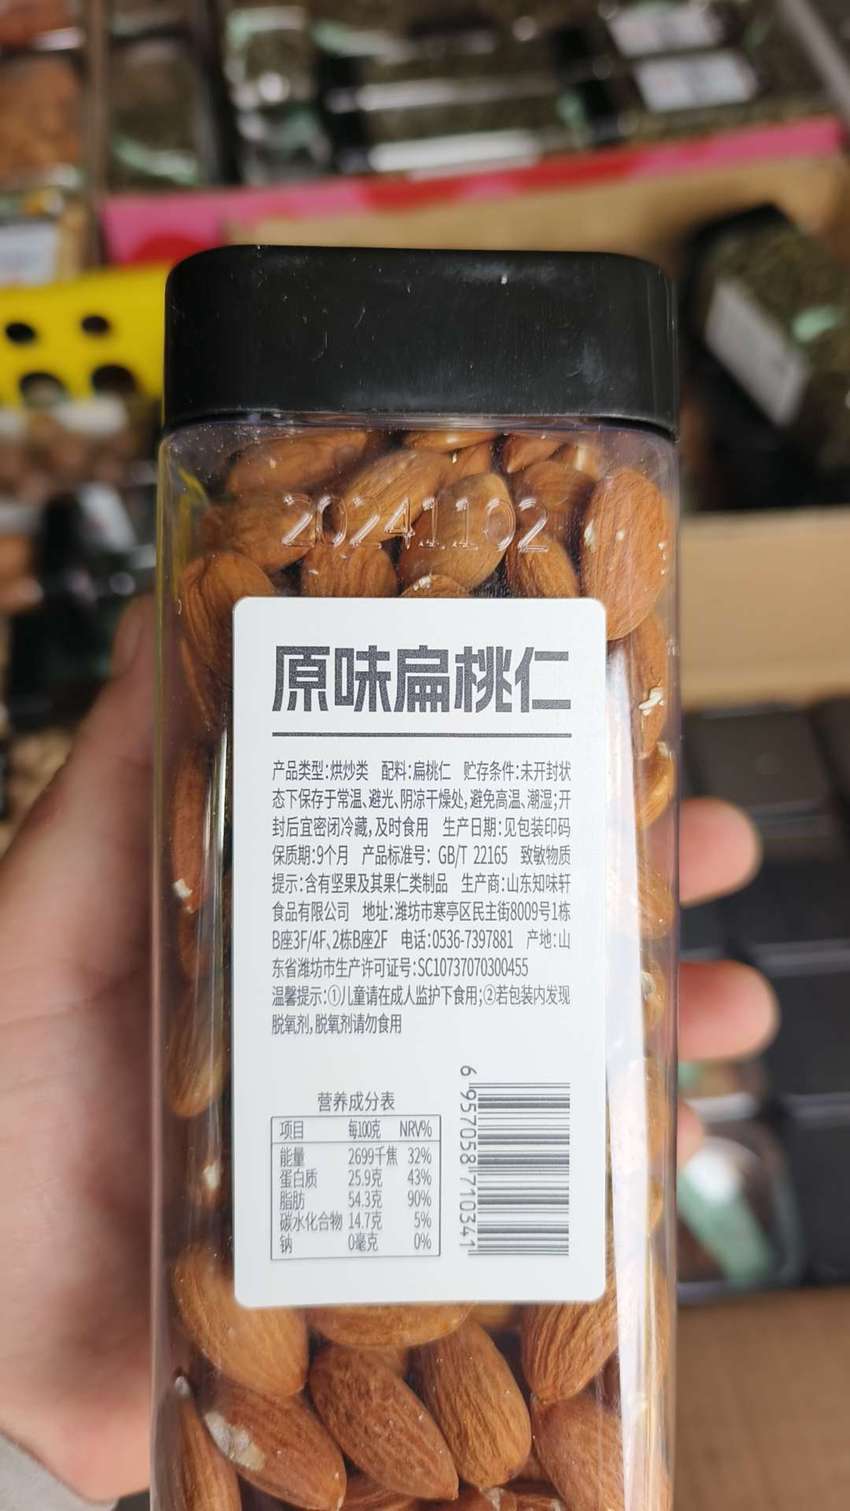 20241102
原味扁桃仁
产品类型:烘炒类 配料:扁桃仁 贮存条件:未开封状
态下保存于常温、避光、阴凉干燥处,避免高温、潮湿;开
封后宜密闭冷藏,及时食用 生产日期:见包装印码
保质期:9个月 产品标准号: GB/T 22165 致敏物质
提示:含有坚果及其果仁类制品 生产商:山东知味轩
食品有限公司 地址:潍坊市寒亭区民主街8009号1栋
B座3F/4F、2栋B座2F 电话:0536-7397881 产地:山
东省潍坊市生产许可证号:SC10737070300455
温馨提示:①儿童请在成人监护下食用;②若包装内发现
脱氧剂,脱氧剂请勿食用
营养成分表
项目 每100克 NRV%
能量 2699千焦 32%
蛋白质 25.9克 43%
脂肪 54.3克 90%
碳水化合物 14.7克 5%
钠 0毫克 0%
6 957058 710341